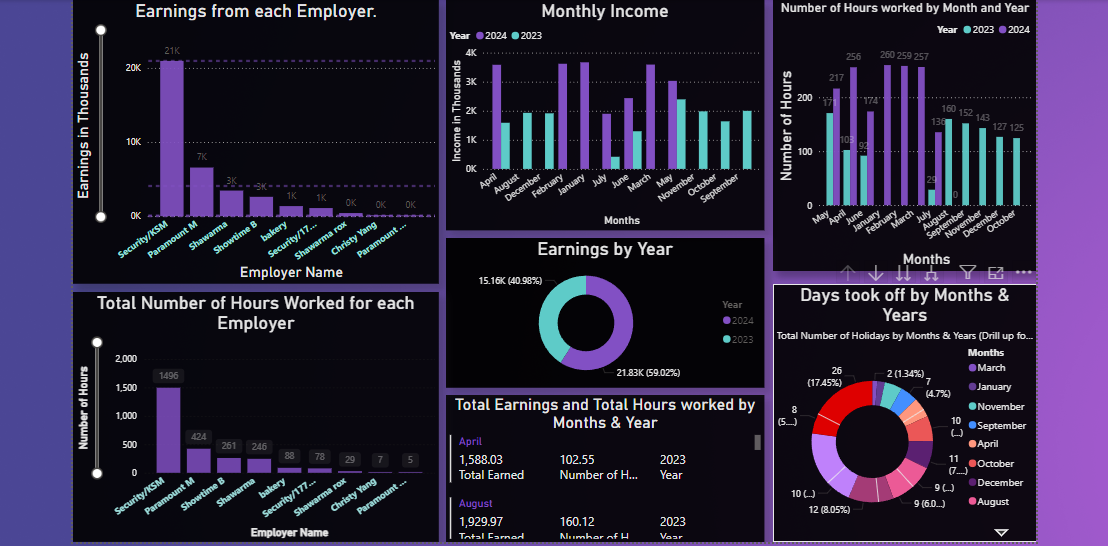 Earnings from each Employer.
Earnings in Thousands
20K
10K
0K
21K
7K
3K
3K
1K
1K
0K
0K
0K
Security/KSM
Paramount M
Shawarma
Showtime B
bakery
Security/17...
Shawarma rox
Christy Yang
Paramount ...
Employer Name
Monthly Income
Year 2024 2023
Income in Thousands
4K
3K
2K
1K
0K
April
August
December
February
January
July
June
March
May
November
October
September
Months
Number of Hours worked by Month and Year
Year 2023 2024
Number of Hours
200
100
0
171
217
103
256
92
174
260
259
257
29
136
160
0
152
143
127
125
May
April
June
January
February
March
July
August
September
November
December
October
Months
Total Number of Hours Worked for each
Employer
Number of Hours
2,000
1,500
1,000
500
0
1496
424
261
246
88
78
29
7
5
Security/KSM
Paramount M
Showtime B
Shawarma
bakery
Security/177...
Shawarma rox
Christy Yang
Paramount ...
Employer Name
Earnings by Year
15.16K (40.98%)
21.83K (59.02%)
Year
2024
2023
Total Earnings and Total Hours worked by
Months & Year
April
1,588.03 102.55 2023
Total Earned Number of H... Year
August
1,929.97 160.12 2023
Total Earned Number of H... Year
Days took off by Months &
Years
Total Number of Holidays by Months & Years (Drill up fo...
26
(17.45%)
2 (1.34%)
7
(4.7%)
10
(...)
11
(7....)
9 (...)
9 (6.0...)
12 (8.05%)
10 (...)
8
(5....)
Months
March
January
November
September
April
October
December
August